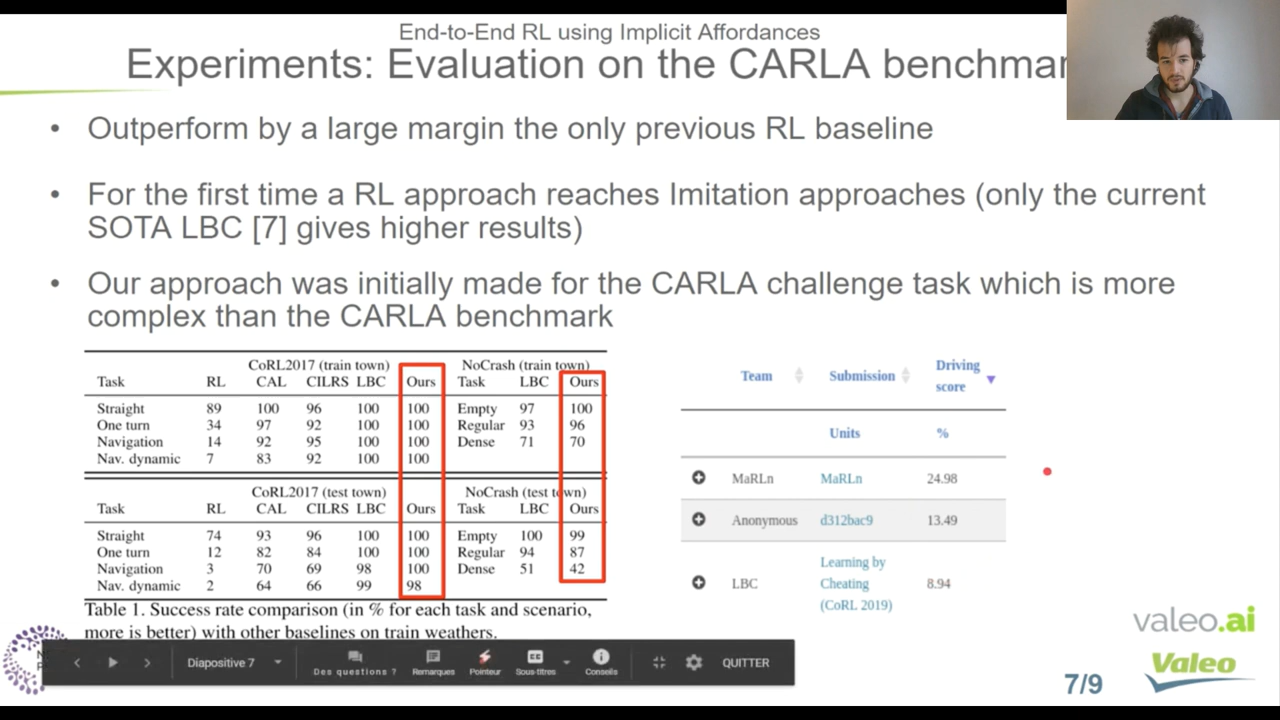 End-to-End RL using Implicit Affordances
Experiments: Evaluation on the CARLA benchmar
• Outperform by a large margin the only previous RL baseline
• For the first time a RL approach reaches Imitation approaches (only the current
SOTA LBC [7] gives higher results)
• Our approach was initially made for the CARLA challenge task which is more
complex than the CARLA benchmark
CoRL2017 (train town) NoCrash (train town)
Task RL CAL CILRS LBC Ours Task LBC Ours
Straight 89 100 96 100 100 Empty 97 100
One turn 34 97 92 100 100 Regular 93 96
Navigation 14 92 95 100 100 Dense 71 70
Nav. dynamic 7 83 92 100 100
CoRL2017 (test town) NoCrash (test town)
Task RL CAL CILRS LBC Ours Task LBC Ours
Straight 74 93 96 100 100 Empty 100 99
One turn 12 82 84 100 100 Regular 94 87
Navigation 3 70 69 98 100 Dense 51 42
Nav. dynamic 2 64 66 99 98
Table 1. Success rate comparison (in % for each task and scenario,
more is better) with other baselines on train weathers.
Team Submission Driving
score
Units %
MaRLn MaRLn 24.98
Anonymous d312bac9 13.49
LBC Learning by
Cheating
(CoRL 2019) 8.94
valeo.ai
Valeo
Diapositive 7 Des questions ? Remarques Pointeur Sous-titres Conseils QUITTER
7/9